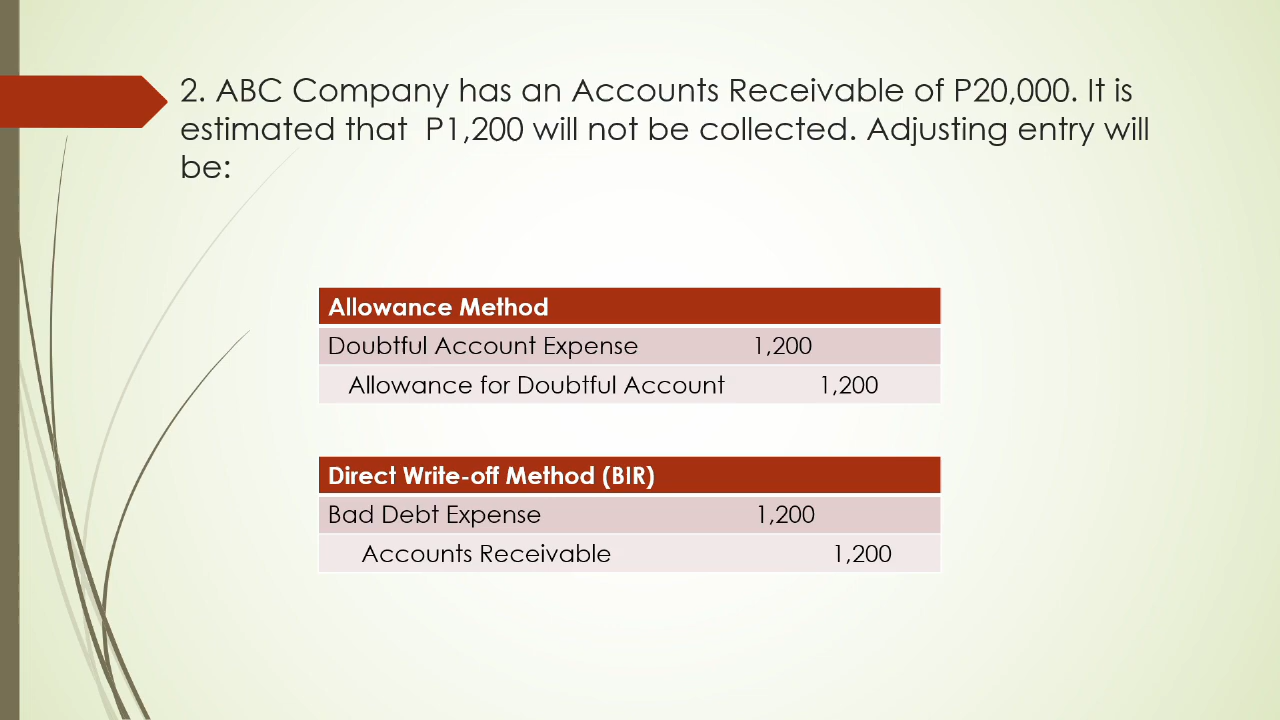 2. ABC Company has an Accounts Receivable of P20,000. It is
estimated that P1,200 will not be collected. Adjusting entry will
be:
Allowance Method
Doubtful Account Expense 1,200
Allowance for Doubtful Account 1,200
Direct Write-off Method (BIR)
Bad Debt Expense 1,200
Accounts Receivable 1,200